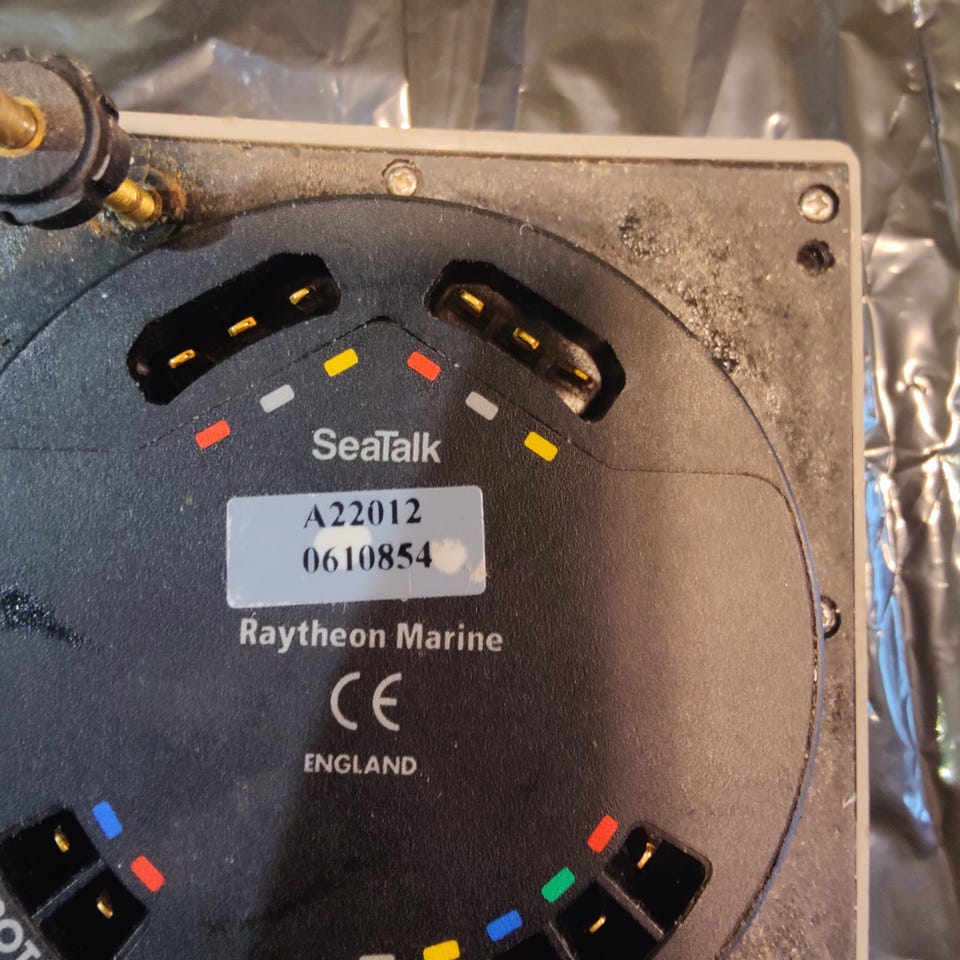 SeaTalk
A22012
0610854
Raytheon Marine
CE
ENGLAND